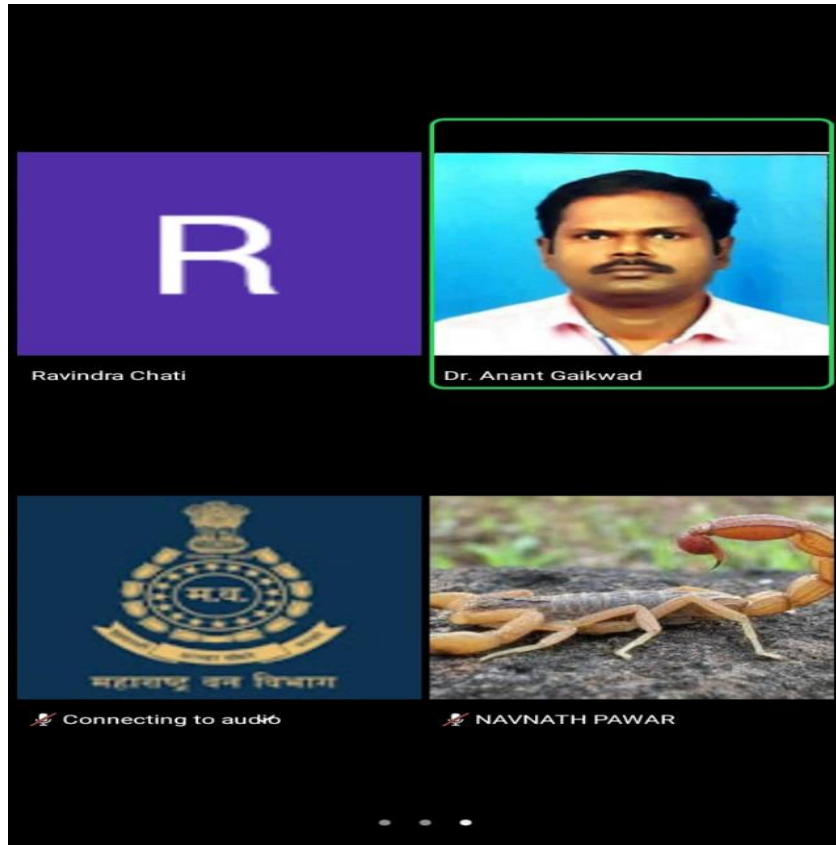 R
Ravindra Chati
Dr. Anant Gaikwad
म.व.
महाराष्ट्र वन विभाग
Connecting to audio
NAVNATH PAWAR